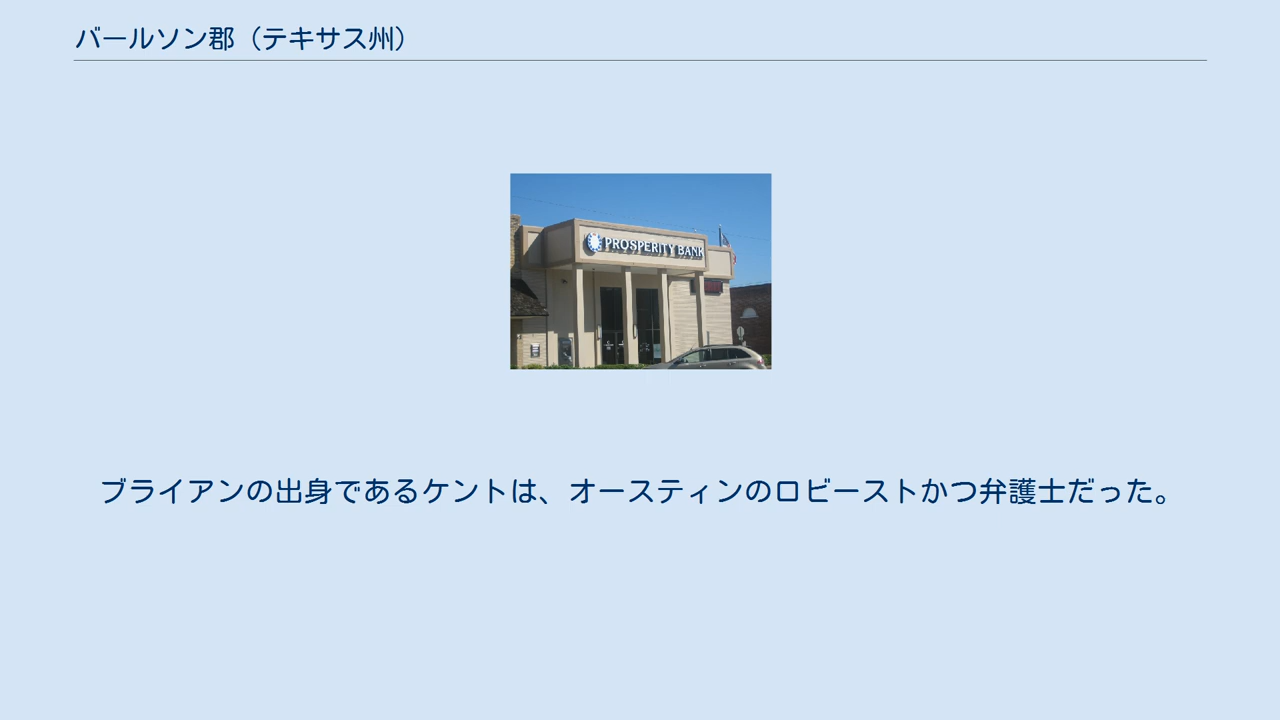 バールソン郡（テキサス州）
PROSPERITY BANK
ブライアンの出身であるケントは、オースティンのロビーストかつ弁護士だった。